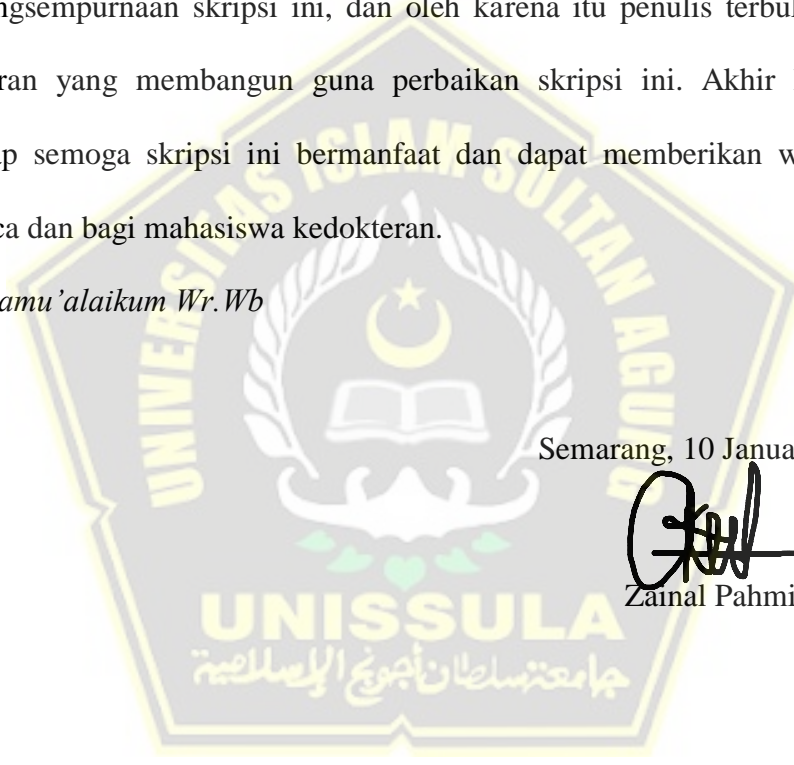 ngsempurnaan skripsi ini, dan oleh karena itu penulis terbul
ran yang membangun guna perbaikan skripsi ini. Akhir
ap semoga skripsi ini bermanfaat dan dapat memberikan w
ca dan bagi mahasiswa kedokteran.
amu’alaikum Wr.Wb
Semarang, 10 Janua
Zainal Pahmi
UNIVERSITAS ISLAM SULTAN AGUNG
UNISSULA
جامعة سلطان أجونج الإسلامية